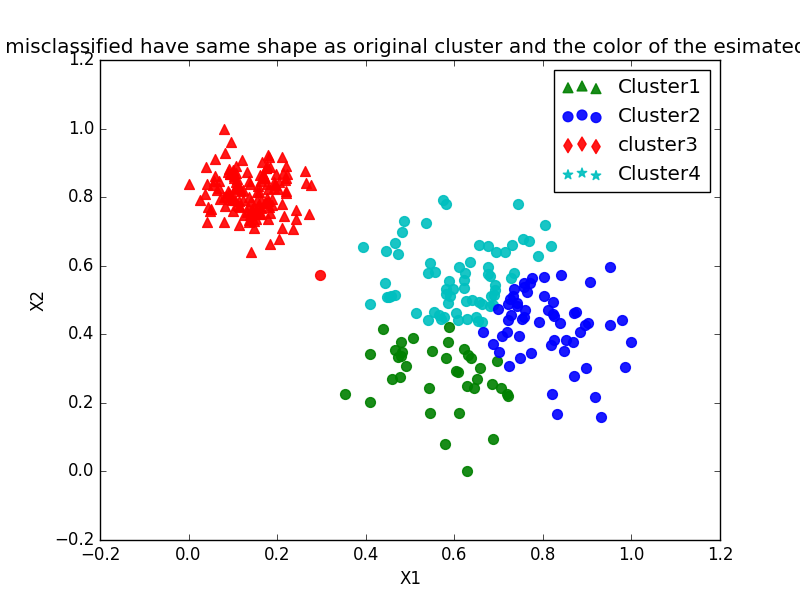 misclassified have same shape as original cluster and the color of the esimated
Cluster1
Cluster2
cluster3
Cluster4
X2
1.2
1.0
0.8
0.6
0.4
0.2
0.0
−0.2
−0.2 0.0 0.2 0.4 0.6 0.8 1.0 1.2
X1